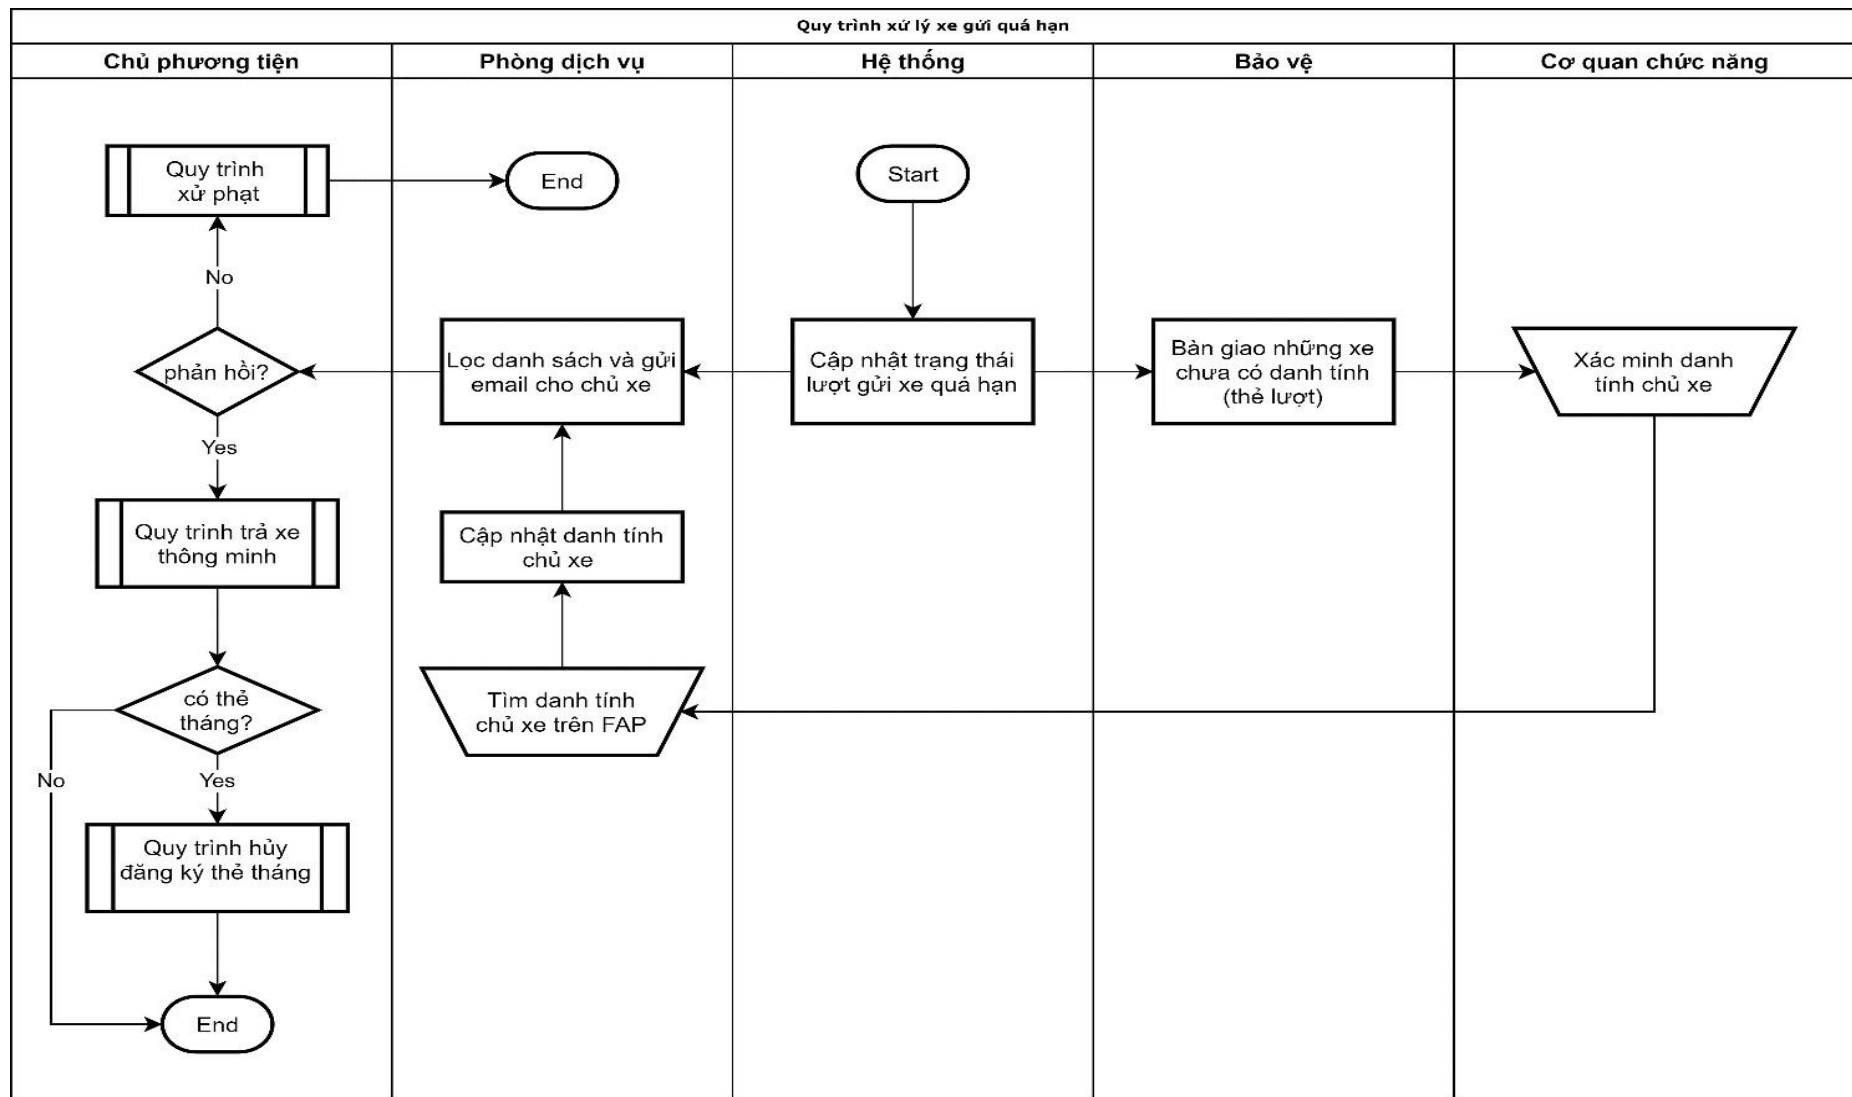 Quy trình xử lý xe gửi quá hạn
Chủ phương tiện
Phòng dịch vụ
Hệ thống
Bảo vệ
Cơ quan chức năng
Quy trình
xử phạt
End
Start
No
phản hồi?
Lọc danh sách và gửi
email cho chủ xe
Cập nhật trạng thái
lượt gửi xe quá hạn
Bàn giao những xe
chưa có danh tính
(thẻ lượt)
Xác minh danh
tính chủ xe
Yes
Quy trình trả xe
thông minh
Cập nhật danh tính
chủ xe
có thẻ
tháng?
Tìm danh tính
chủ xe trên FAP
No
Yes
Quy trình hủy
đăng ký thẻ tháng
End